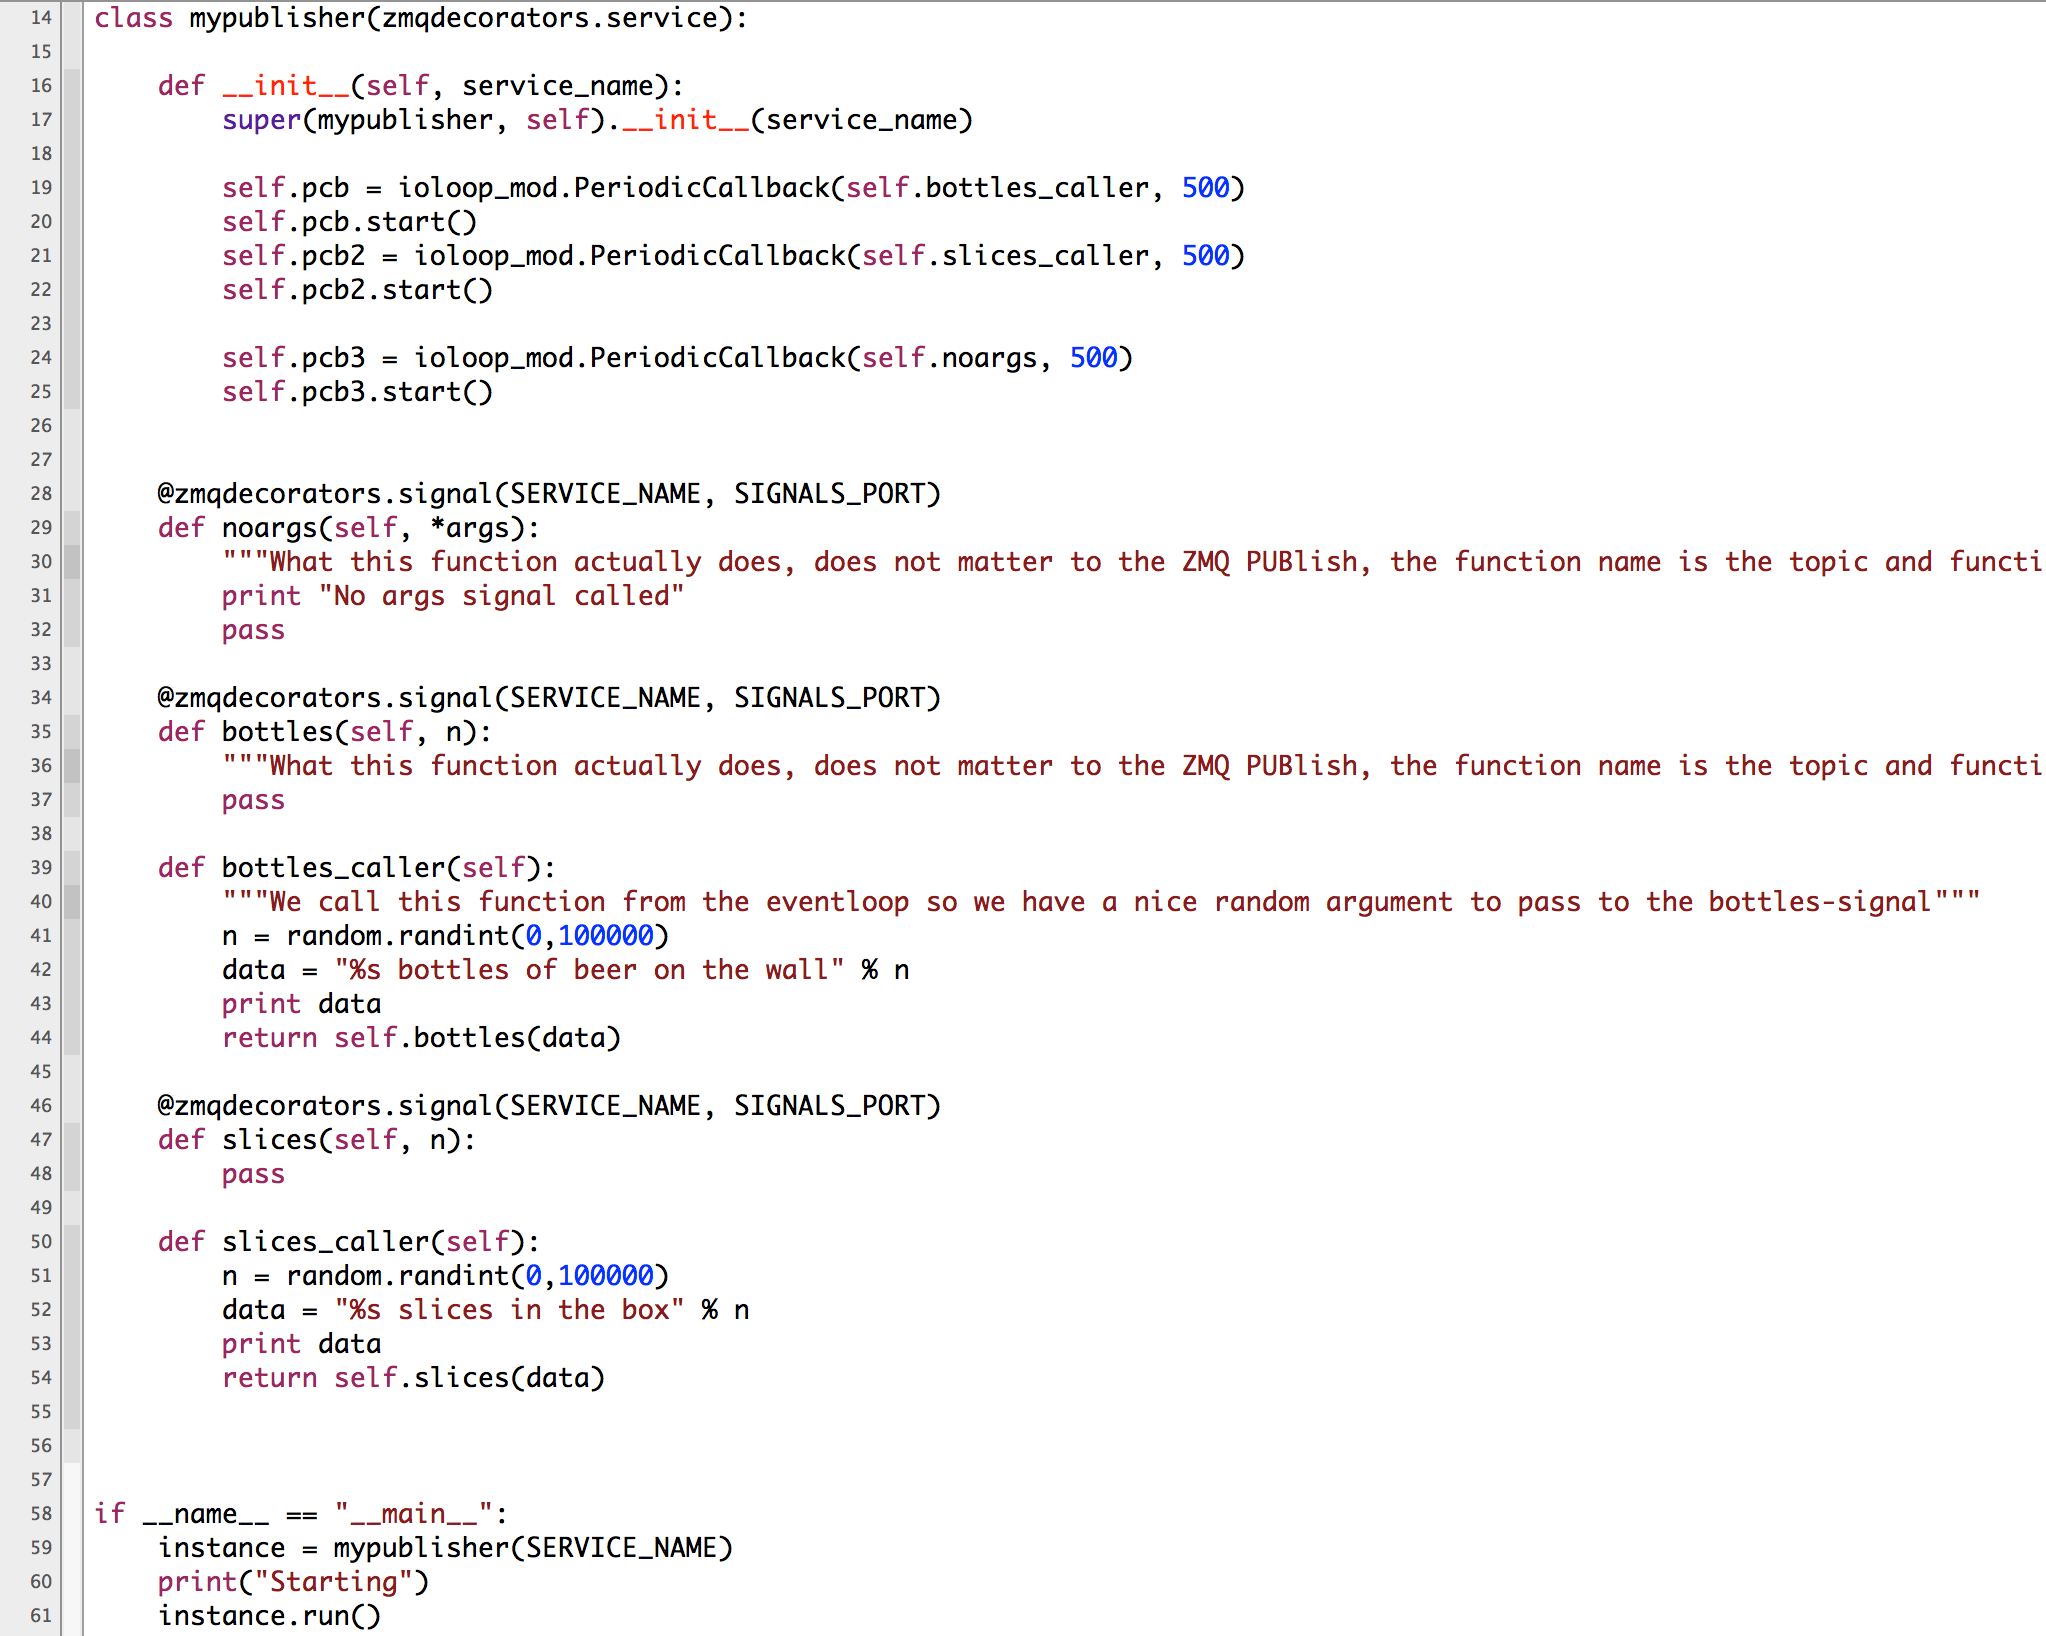 14 class mypublisher(zmqdecorators.service):
15
16     def __init__(self, service_name):
17         super(mypublisher, self).__init__(service_name)
18
19         self.pcb = ioloop_mod.PeriodicCallback(self.bottles_caller, 500)
20         self.pcb.start()
21         self.pcb2 = ioloop_mod.PeriodicCallback(self.slices_caller, 500)
22         self.pcb2.start()
23
24         self.pcb3 = ioloop_mod.PeriodicCallback(self.noargs, 500)
25         self.pcb3.start()
26
27
28     @zmqdecorators.signal(SERVICE_NAME, SIGNALS_PORT)
29     def noargs(self, *args):
30         """What this function actually does, does not matter to the ZMQ PUBlish, the function name is the topic and functi
31         print "No args signal called"
32         pass
33
34     @zmqdecorators.signal(SERVICE_NAME, SIGNALS_PORT)
35     def bottles(self, n):
36         """What this function actually does, does not matter to the ZMQ PUBlish, the function name is the topic and functi
37         pass
38
39     def bottles_caller(self):
40         """We call this function from the eventloop so we have a nice random argument to pass to the bottles-signal"""
41         n = random.randint(0,100000)
42         data = "%s bottles of beer on the wall" % n
43         print data
44         return self.bottles(data)
45
46     @zmqdecorators.signal(SERVICE_NAME, SIGNALS_PORT)
47     def slices(self, n):
48         pass
49
50     def slices_caller(self):
51         n = random.randint(0,100000)
52         data = "%s slices in the box" % n
53         print data
54         return self.slices(data)
55
56
57
58 if __name__ == "__main__":
59     instance = mypublisher(SERVICE_NAME)
60     print("Starting")
61     instance.run()